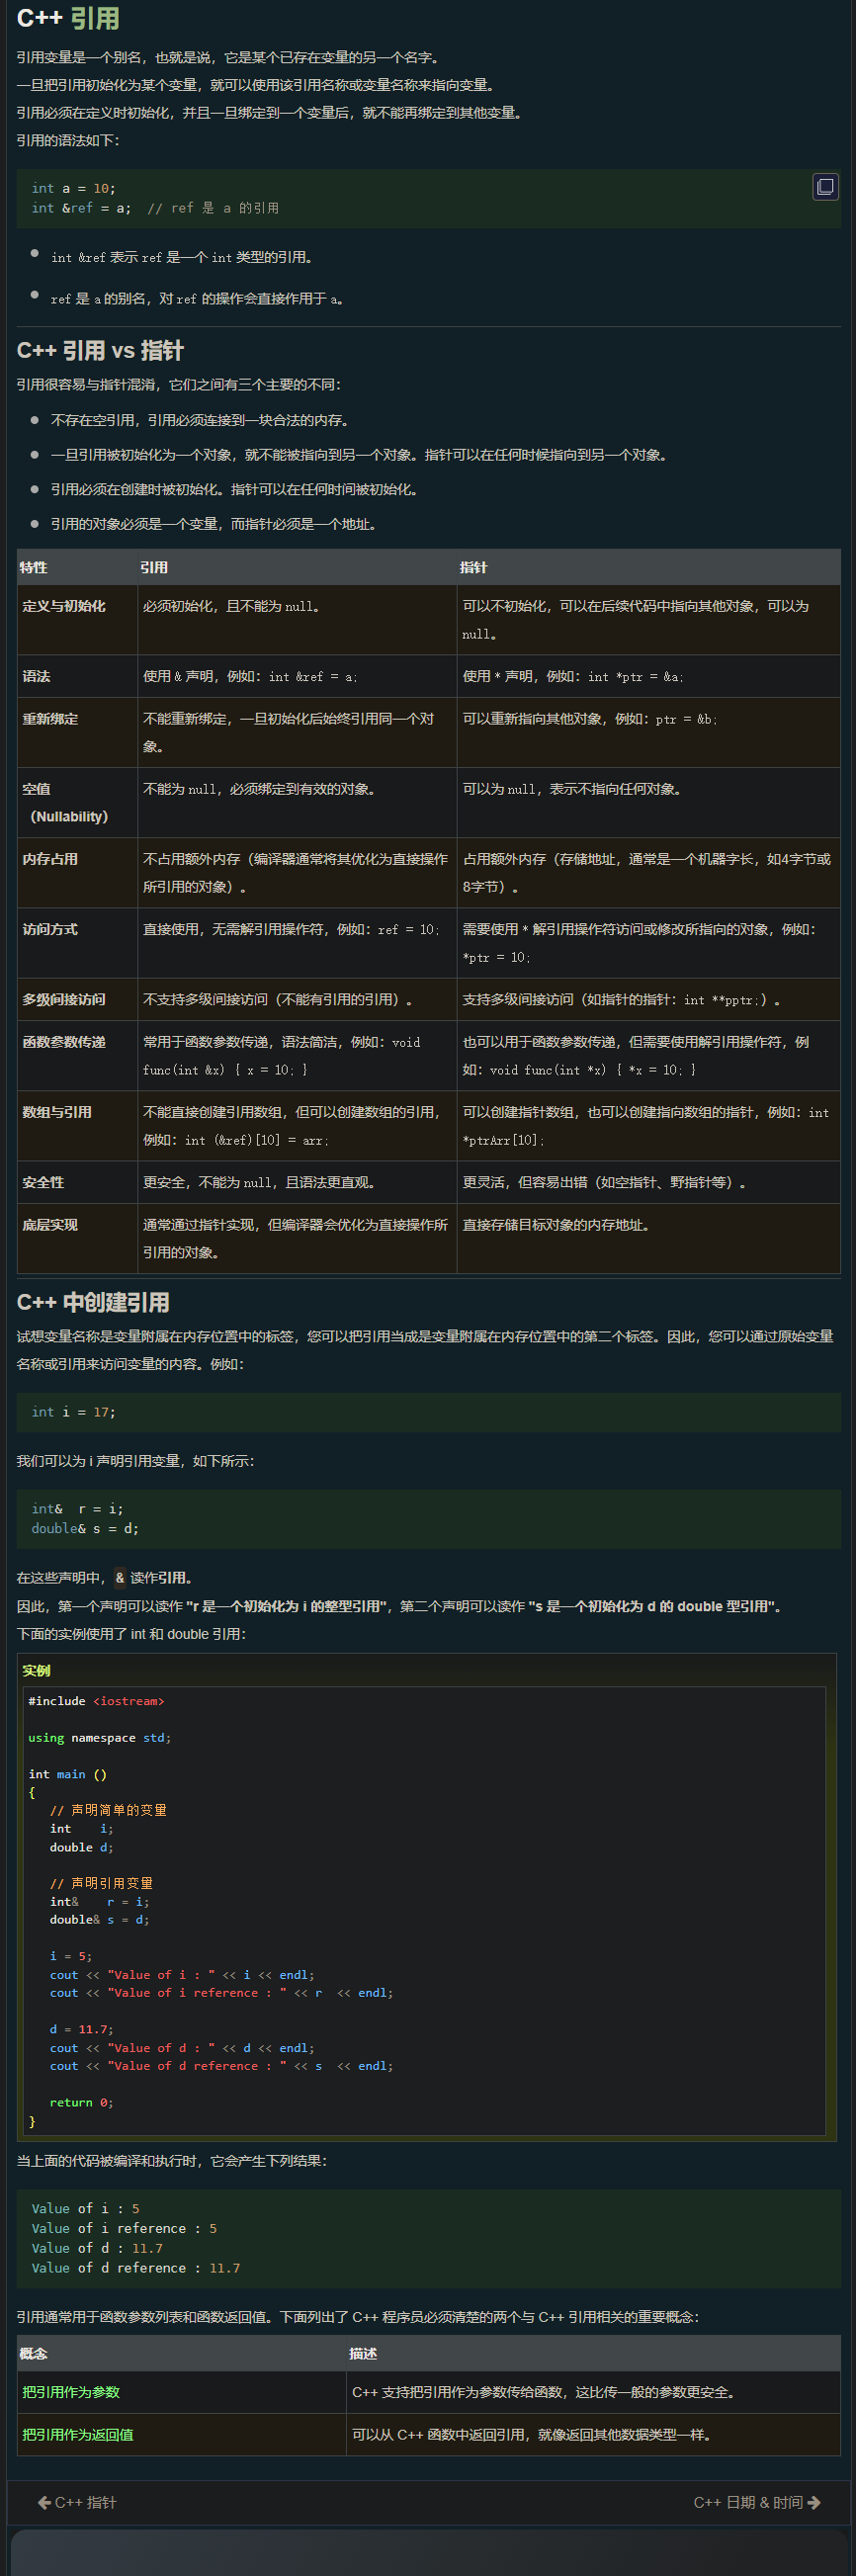 C++ 引用
引用变量是一个别名，也就是说，它是某个已存在变量的另一个名字。
一旦把引用初始化为某个变量，就可以使用该引用名称或变量名称来指向变量。
引用必须在定义时初始化，并且一旦绑定到一个变量后，就不能再绑定到其他变量。
引用的语法如下：
int a = 10;
int &ref = a;  // ref 是 a 的引用
int &ref 表示 ref 是一个 int 类型的引用。
ref 是 a 的别名，对 ref 的操作会直接作用于 a。
C++ 引用 vs 指针
引用很容易与指针混淆，它们之间有三个主要的不同：
不存在空引用，引用必须连接到一块合法的内存。
一旦引用被初始化为一个对象，就不能被指向到另一个对象。指针可以在任何时候指向到另一个对象。
引用必须在创建时被初始化。指针可以在任何时间被初始化。
引用的对象必须是一个变量，而指针必须是一个地址。
特性 引用 指针
定义与初始化 必须初始化，且不能为 null。 可以不初始化，可以在后续代码中指向其他对象，可以为
null。
语法 使用 & 声明，例如：int &ref = a; 使用 * 声明，例如：int *ptr = &a;
重新绑定 不能重新绑定，一旦初始化后始终引用同一个对 可以重新指向其他对象，例如：ptr = &b;
象。
空值 不能为 null，必须绑定到有效的对象。 可以为 null，表示不指向任何对象。
（Nullability）
内存占用 不占用额外内存（编译器通常将其优化为直接操作 占用额外内存（存储地址，通常是一个机器字长，如4字节或
所引用的对象）。 8字节）。
访问方式 直接使用，无需解引用操作符，例如：ref = 10; 需要使用 * 解引用操作符访问或修改所指向的对象，例如：
*ptr = 10;
多级间接访问 不支持多级间接访问（不能有引用的引用）。 支持多级间接访问（如指针的指针：int **pptr;）。
函数参数传递 常用于函数参数传递，语法简洁，例如：void 也可以用于函数参数传递，但需要使用解引用操作符，例
func(int &x) { x = 10; } 如：void func(int *x) { *x = 10; }
数组与引用 不能直接创建引用数组，但可以创建数组的引用， 可以创建指针数组，也可以创建指向数组的指针，例如：int
例如：int (&ref)[10] = arr; *ptrArr[10];
安全性 更安全，不能为 null，且语法更直观。 更灵活，但容易出错（如空指针、野指针等）。
底层实现 通常通过指针实现，但编译器会优化为直接操作所 直接存储目标对象的内存地址。
引用的对象。
C++ 中创建引用
试想变量名称是变量附属在内存位置中的标签，您可以把引用当成是变量附属在内存位置中的第二个标签。因此，您可以通过原始变量
名称或引用来访问变量的内容。例如：
int i = 17;
我们可以为 i 声明引用变量，如下所示：
int&  r = i;
double& s = d;
在这些声明中，& 读作引用。
因此，第一个声明可以读作 "r 是一个初始化为 i 的整型引用"，第二个声明可以读作 "s 是一个初始化为 d 的 double 型引用"。
下面的实例使用了 int 和 double 引用：
实例
#include <iostream>
using namespace std;
int main ()
{
// 声明简单的变量
int    i;
double d;
// 声明引用变量
int&    r = i;
double& s = d;
i = 5;
cout << "Value of i : " << i << endl;
cout << "Value of i reference : " << r  << endl;
d = 11.7;
cout << "Value of d : " << d << endl;
cout << "Value of d reference : " << s  << endl;
return 0;
}
当上面的代码被编译和执行时，它会产生下列结果：
Value of i : 5
Value of i reference : 5
Value of d : 11.7
Value of d reference : 11.7
引用通常用于函数参数列表和函数返回值。下面列出了 C++ 程序员必须清楚的两个与 C++ 引用相关的重要概念：
概念 描述
把引用作为参数 C++ 支持把引用作为参数传给函数，这比传一般的参数更安全。
把引用作为返回值 可以从 C++ 函数中返回引用，就像返回其他数据类型一样。
C++ 指针 C++ 日期 & 时间